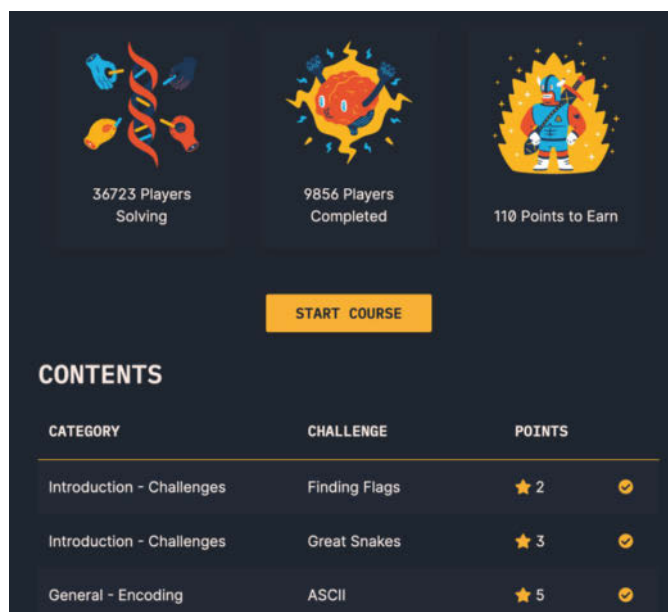 36723 Players
Solving
9856 Players
Completed
110 Points to Earn
START COURSE
CONTENTS
CATEGORY CHALLENGE POINTS
Introduction - Challenges Finding Flags 2
Introduction - Challenges Great Snakes 3
General - Encoding ASCII 5